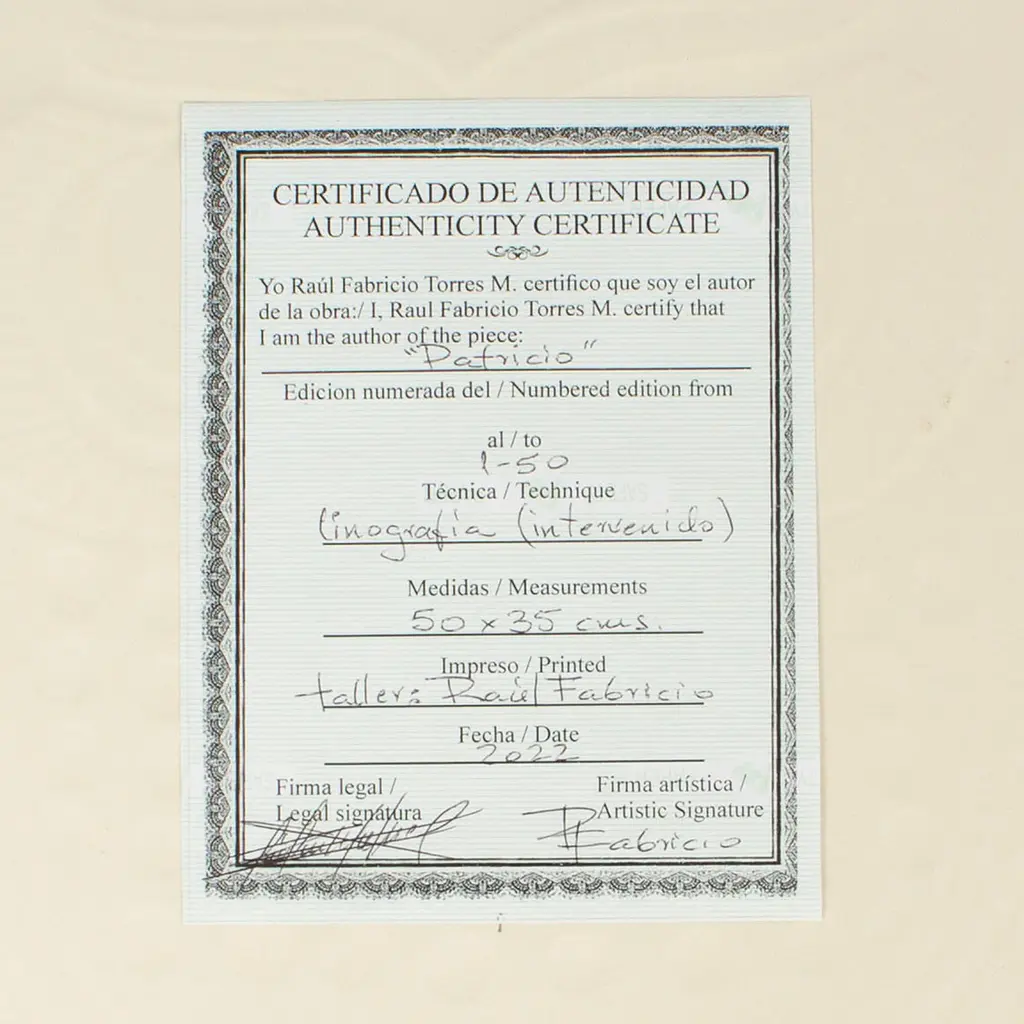 CERTIFICADO DE AUTENTICIDAD
AUTHENTICITY CERTIFICATE
Yo Raúl Fabricio Torres M. certifico que soy el autor
de la obra:/ I, Raul Fabricio Torres M. certify that
I am the author of the piece:
"Patricio"
Edicion numerada del / Numbered edition from
al / to
1-50
Técnica / Technique
linografía (intervenido)
Medidas / Measurements
50 x 35 cms.
Impreso / Printed
taller: Raúl Fabricio
Fecha / Date
2022
Firma legal /
Legal signatura
Firma artística /
Artistic Signature
Fabricio